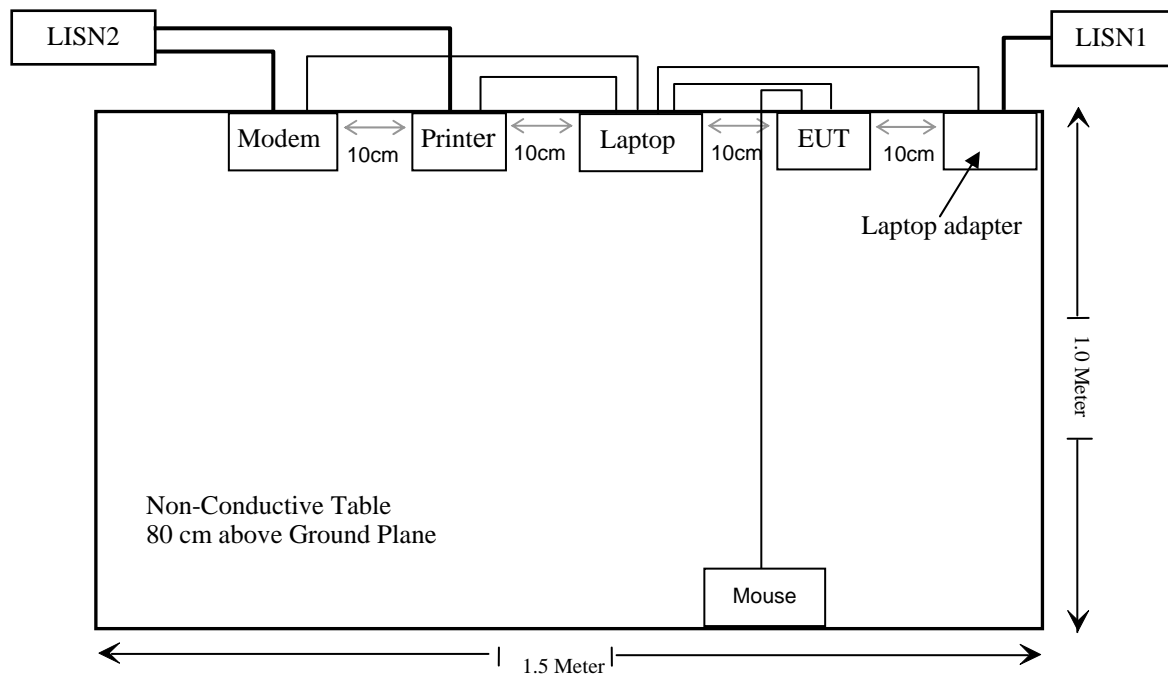 LISN2
LISN1
Modem
Printer
Laptop
EUT
10cm
10cm
10cm
10cm
Laptop adapter
1.0 Meter
Non-Conductive Table
80 cm above Ground Plane
Mouse
1.5 Meter